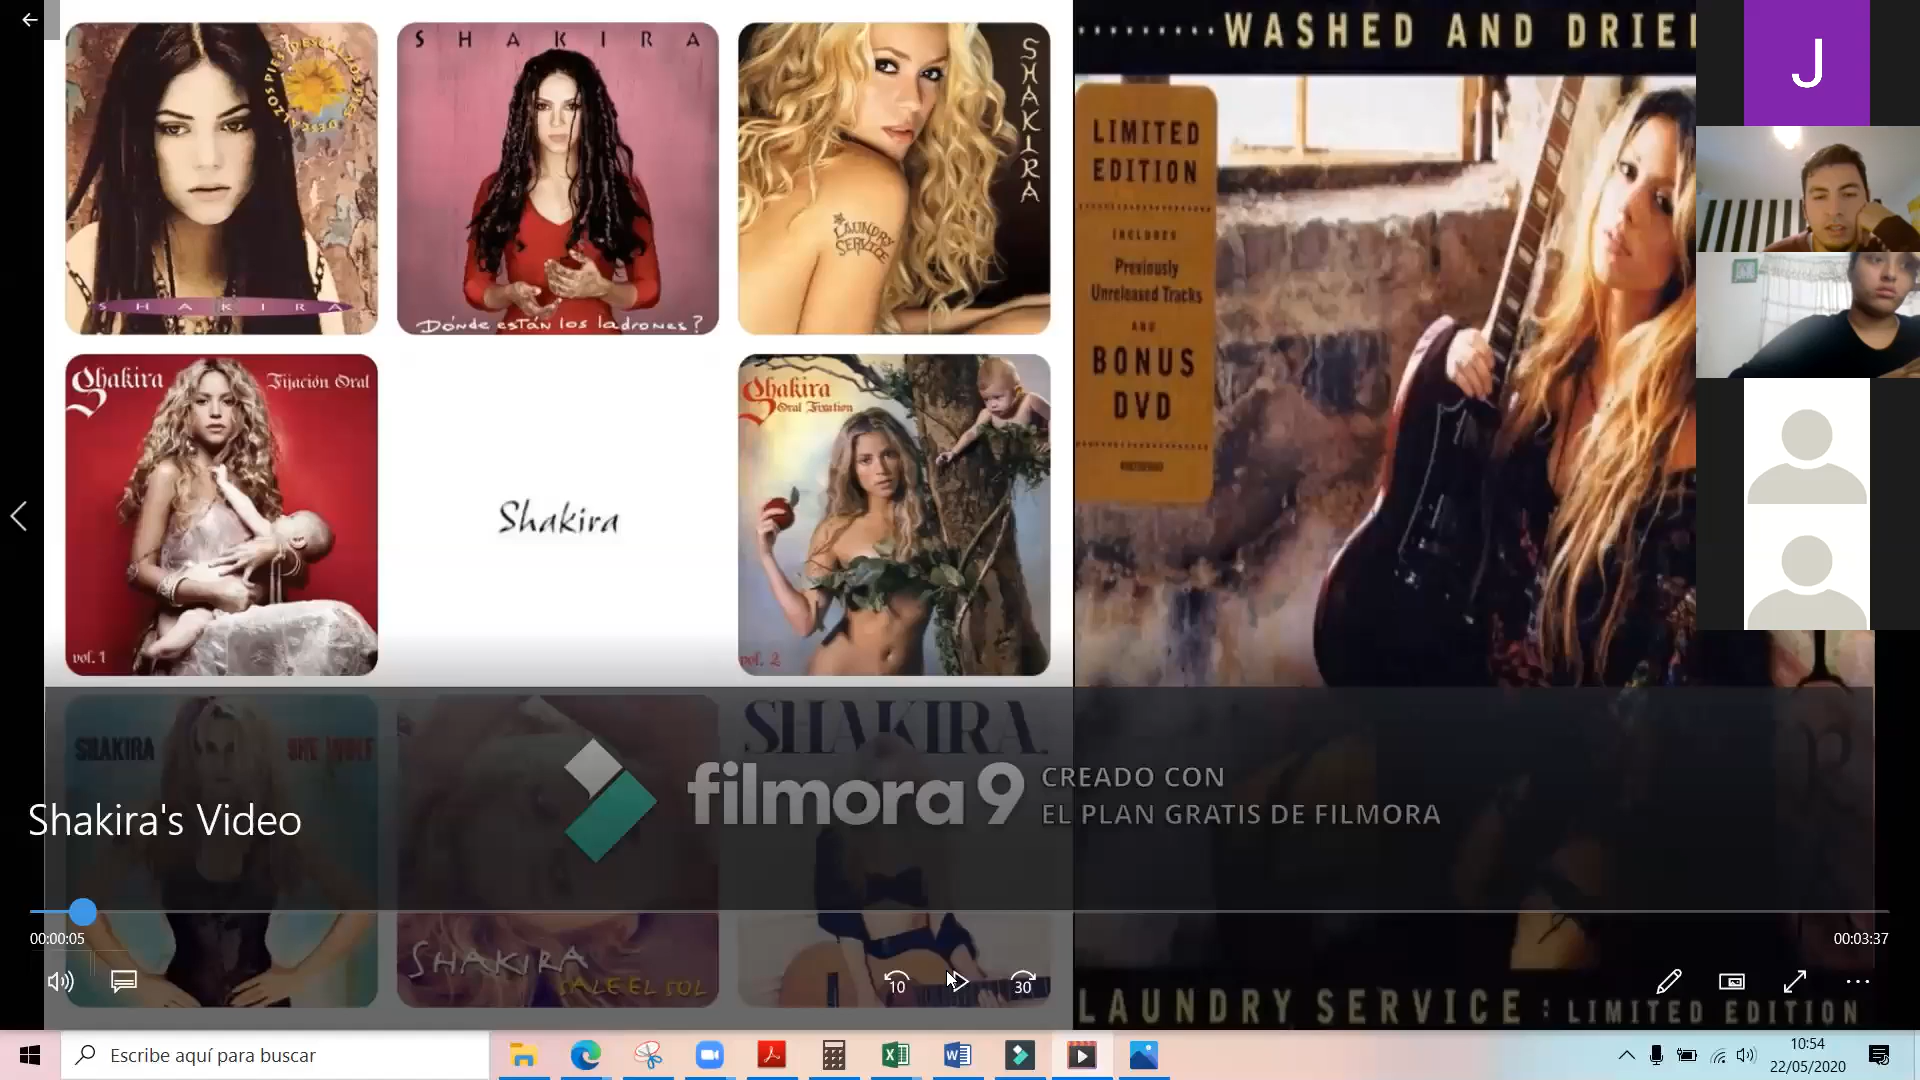 PIES DESCALZOS PIES DESCALZOS
SHAKIRA
SHAKIRA
Dónde están los ladrones?
SHAKIRA
LAUNDRY
SERVICE
Shakira
Fijación Oral
vol. 1
Shakira
Shakira
Oral Fixation
vol. 2
SHAKIRA
SHE WOLF
SHAKIRA
SALE EL SOL
SHAKIRA.
WASHED AND DRIED
LIMITED
EDITION
INCLUDES
Previously
Unreleased Tracks
AND
BONUS
DVD
LAUNDRY SERVICE : LIMITED EDITION
J
filmora9
CREADO CON
EL PLAN GRATIS DE FILMORA
Shakira's Video
00:00:05
00:03:37
10
30
Escribe aquí para buscar
10:54
22/05/2020